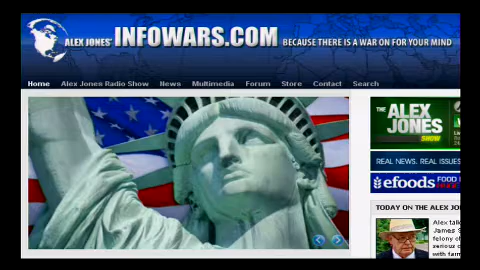 ALEX JONES' INFOWARS.COM BECAUSE THERE IS A WAR ON FOR YOUR MIND
Home Alex Jones Radio Show News Multimedia Forum Store Contact Search
THE
ALEX
JONES
SHOW
REAL NEWS. REAL ISSUES
efoods FOOD
TODAY ON THE ALEX JO
Alex talk
James S
felony of
serious c
with farm